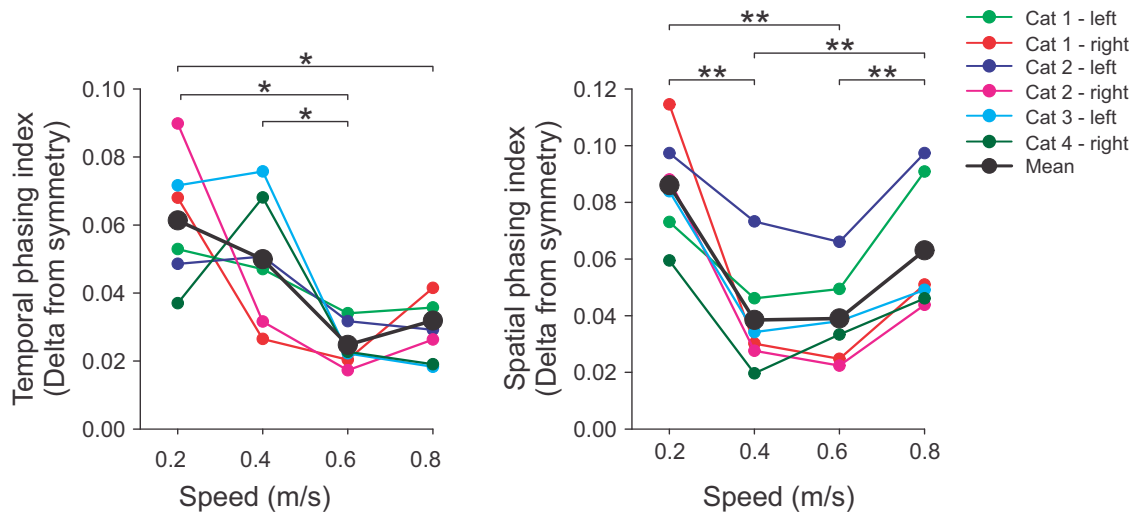 Temporal phasing index
(Delta from symmetry)
0.10
0.08
0.06
0.04
0.02
0.00
*
*
*
0.2 0.4 0.6 0.8
Speed (m/s)
Spatial phasing index
(Delta from symmetry)
0.12
0.10
0.08
0.06
0.04
0.02
0.00
**
**
** **
0.2 0.4 0.6 0.8
Speed (m/s)
Cat 1 - left
Cat 1 - right
Cat 2 - left
Cat 2 - right
Cat 3 - left
Cat 4 - right
Mean